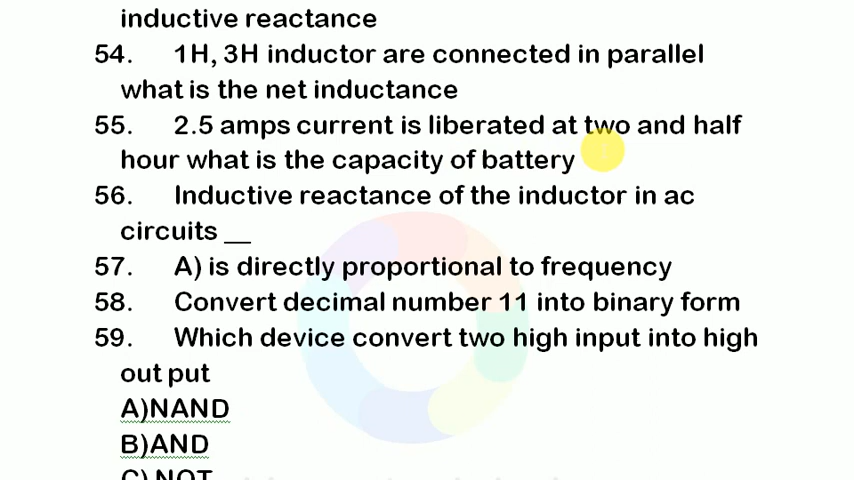 inductive reactance
54. 1H, 3H inductor are connected in parallel
what is the net inductance
55. 2.5 amps current is liberated at two and half
hour what is the capacity of battery
56. Inductive reactance of the inductor in ac
circuits __
57. A) is directly proportional to frequency
58. Convert decimal number 11 into binary form
59. Which device convert two high input into high
out put
A)NAND
B)AND
C) NOT